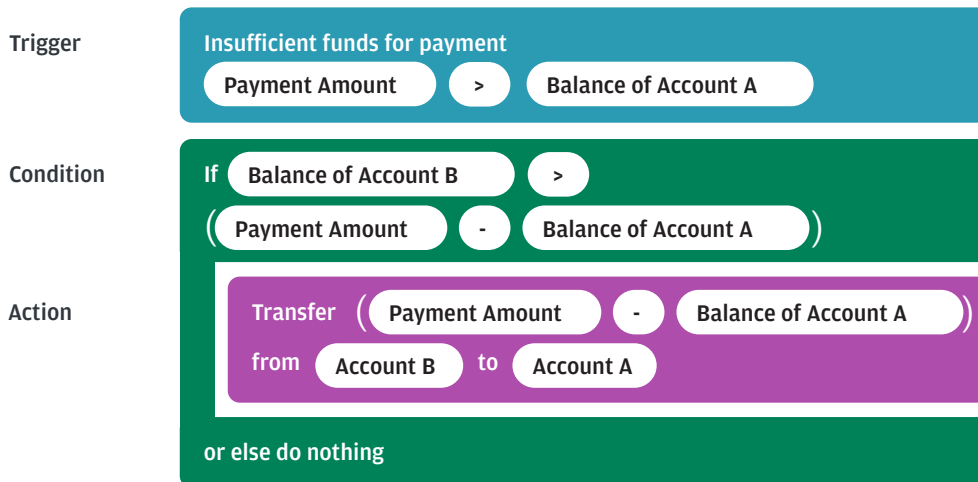 Trigger
Insufficient funds for payment
Payment Amount > Balance of Account A
Condition
If Balance of Account B >
(Payment Amount - Balance of Account A)
Action
Transfer (Payment Amount - Balance of Account A)
from Account B to Account A
or else do nothing